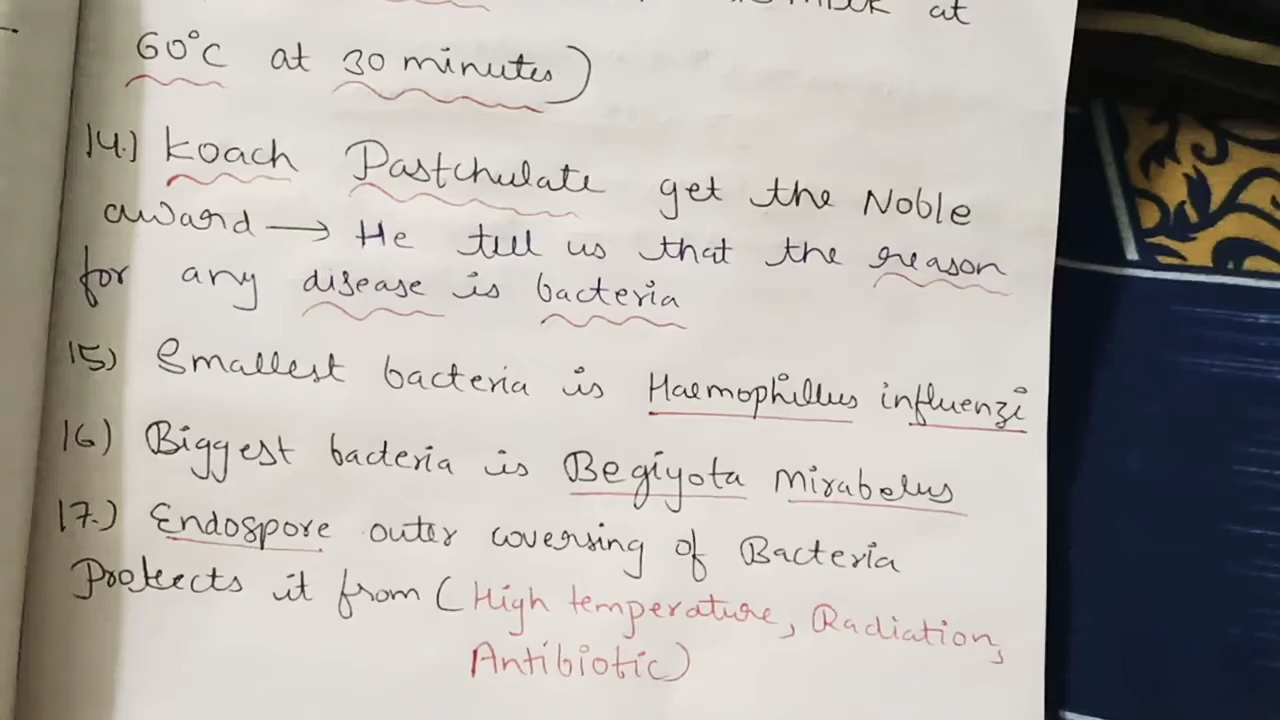 at
60°C at 30 minutes)
14.) Koach Pastchulate get the Noble
award → He tell us that the reason
for any disease is bacteria
15) Smallest bacteria is Haemophillus influenzi
16) Biggest bacteria is Begiyota Mirabelus
17.) Endospore outer coversing of Bacteria
Protects it from (High temperature, Radiation,
Antibiotic)